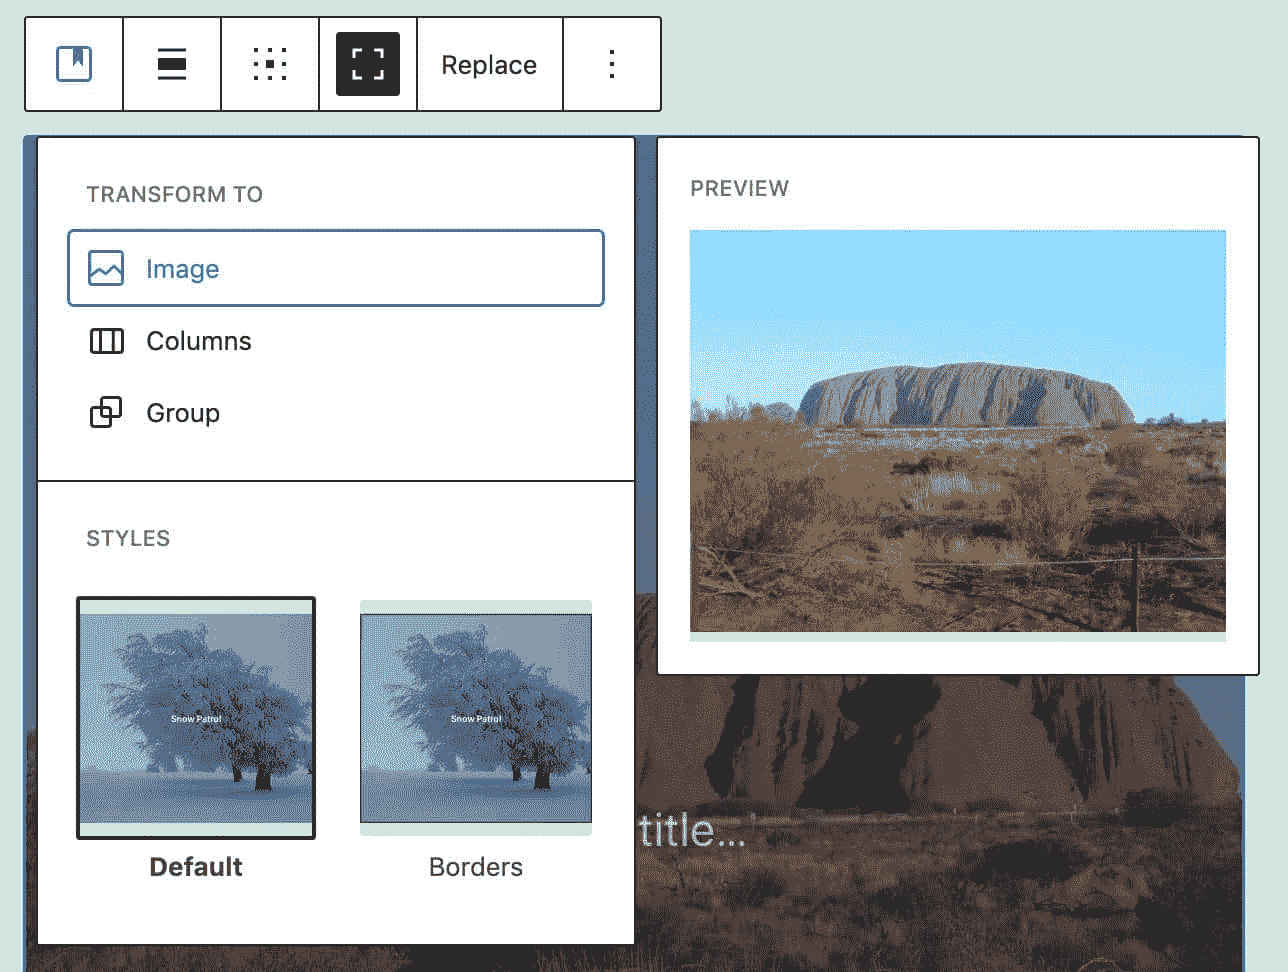 Replace
TRANSFORM TO
Image
Columns
Group
STYLES
Snow Patrol
Snow Patrol
Default
Borders
PREVIEW
title...